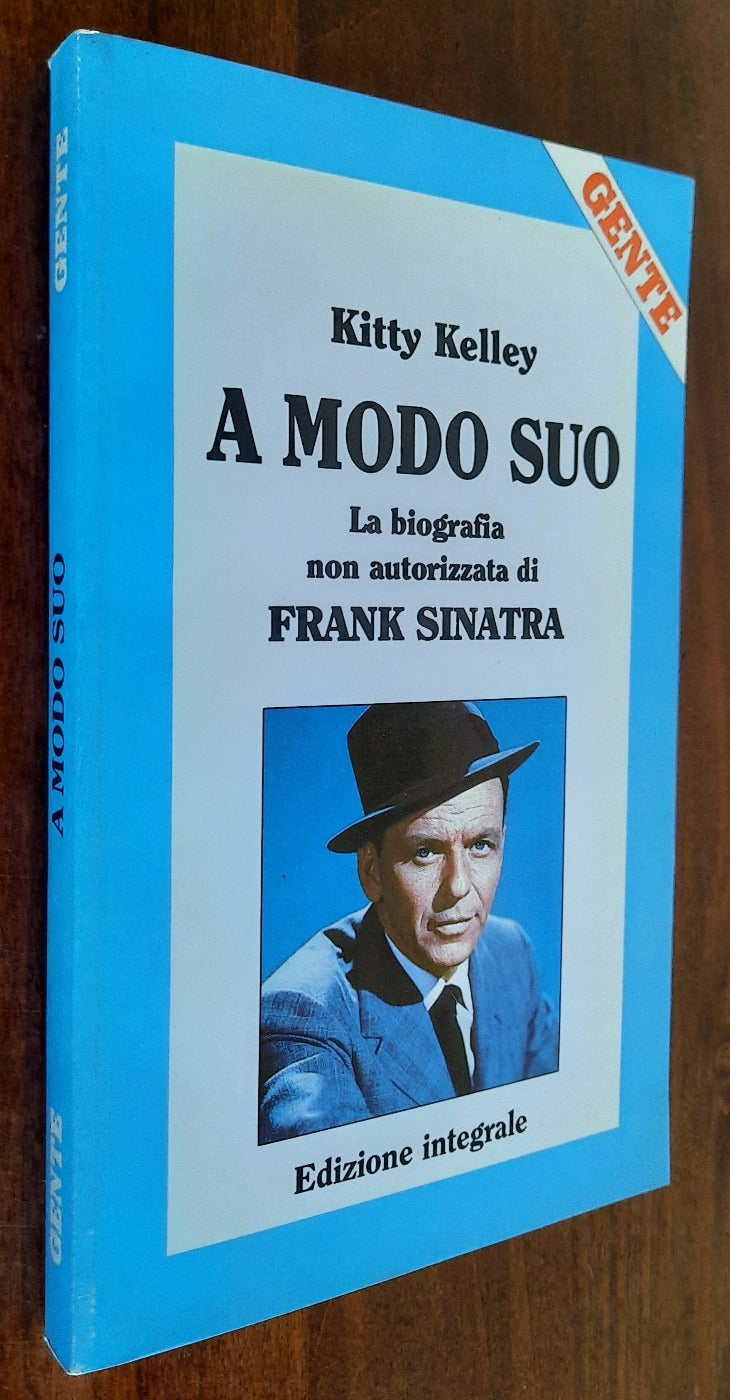 GENTE
Kitty Kelley
A MODO SUO
La biografia
non autorizzata di
FRANK SINATRA
Edizione integrale
GENTE
A MODO SUO
GENTE